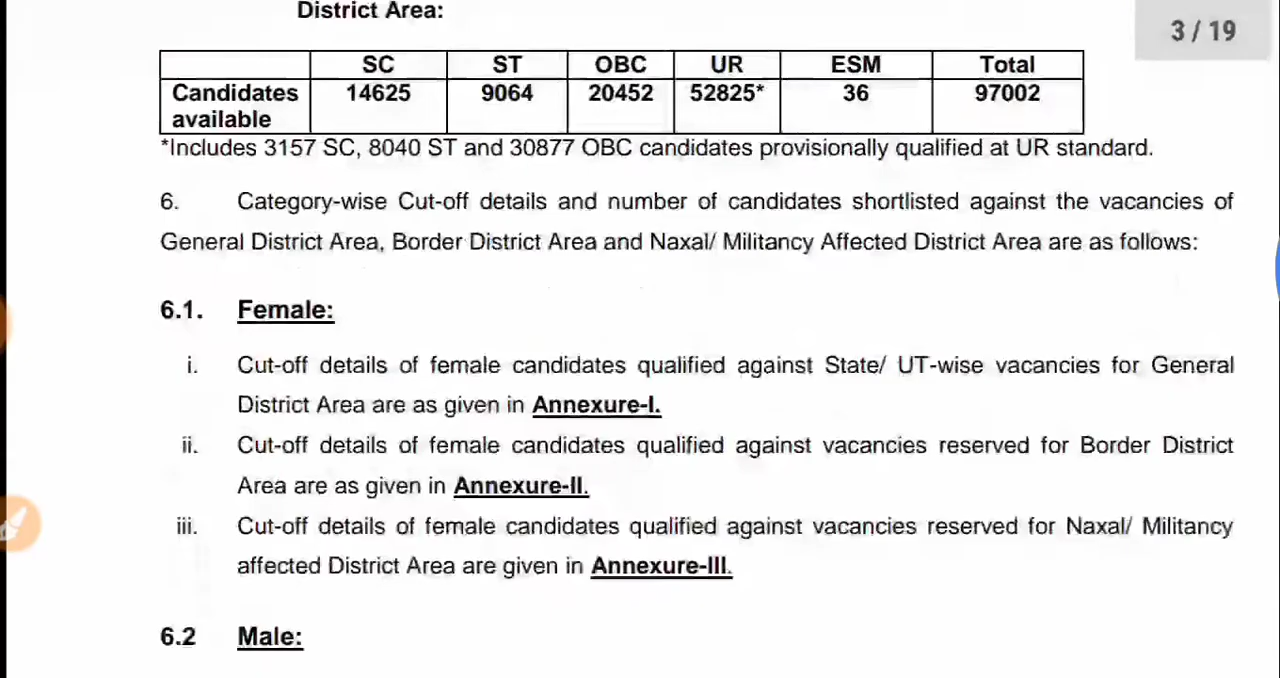 District Area:
3 / 19
SC ST OBC UR ESM Total
Candidates available 14625 9064 20452 52825* 36 97002
*Includes 3157 SC, 8040 ST and 30877 OBC candidates provisionally qualified at UR standard.
6. Category-wise Cut-off details and number of candidates shortlisted against the vacancies of
General District Area, Border District Area and Naxal/ Militancy Affected District Area are as follows:
6.1. Female:
i. Cut-off details of female candidates qualified against State/ UT-wise vacancies for General
District Area are as given in Annexure-I.
ii. Cut-off details of female candidates qualified against vacancies reserved for Border District
Area are as given in Annexure-II.
iii. Cut-off details of female candidates qualified against vacancies reserved for Naxal/ Militancy
affected District Area are given in Annexure-III.
6.2 Male: